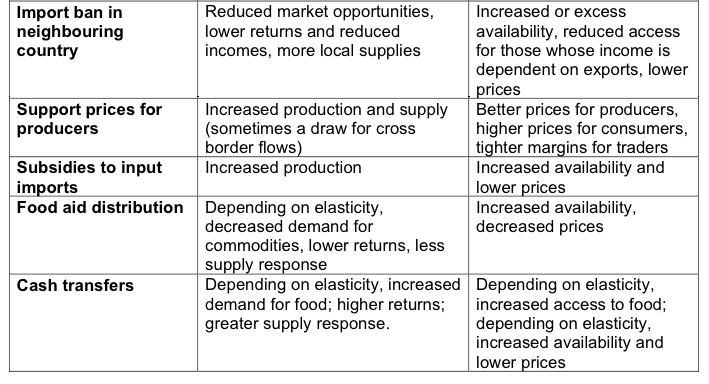 Import ban in
neighbouring
country
Reduced market opportunities,
lower returns and reduced
incomes, more local supplies
Increased or excess
availability, reduced access
for those whose income is
dependent on exports, lower
prices
Support prices for
producers
Increased production and supply
(sometimes a draw for cross
border flows)
Better prices for producers,
higher prices for consumers,
tighter margins for traders
Subsidies to input
imports
Increased production
Increased availability and
lower prices
Food aid distribution
Depending on elasticity,
decreased demand for
commodities, lower returns, less
supply response
Increased availability,
decreased prices
Cash transfers
Depending on elasticity, increased
demand for food; higher returns;
greater supply response.
Depending on elasticity,
increased access to food;
depending on elasticity,
increased availability and
lower prices